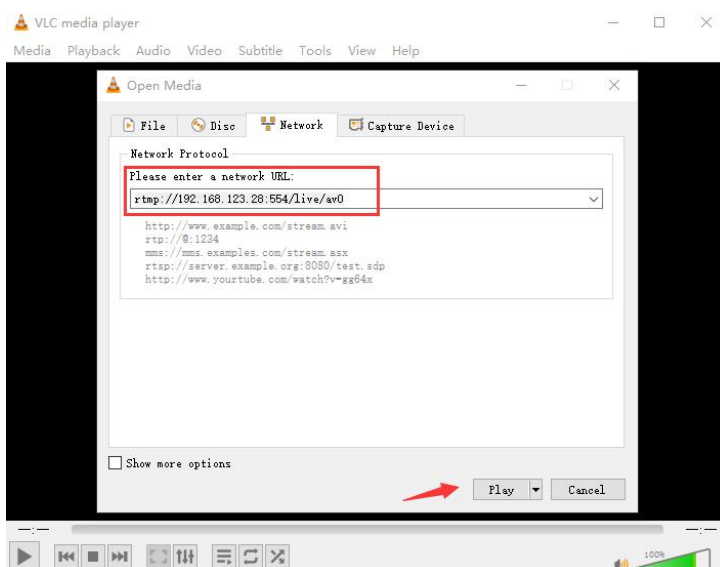 VLC media player
Media Playback Audio Video Subtitle Tools View Help
Open Media
File Disc Network Capture Device
Network Protocol
Please enter a network URL:
rtmp://192.168.123.28:554/live/av0
http://www.example.com/stream.avi
rtp://@:1234
mms://mms.examples.com/stream.asx
rtsp://server.example.org:8080/test.sdp
http://www.yourtube.com/watch?v=gg64x
Show more options
Play Cancel
--:-- --:--
100%